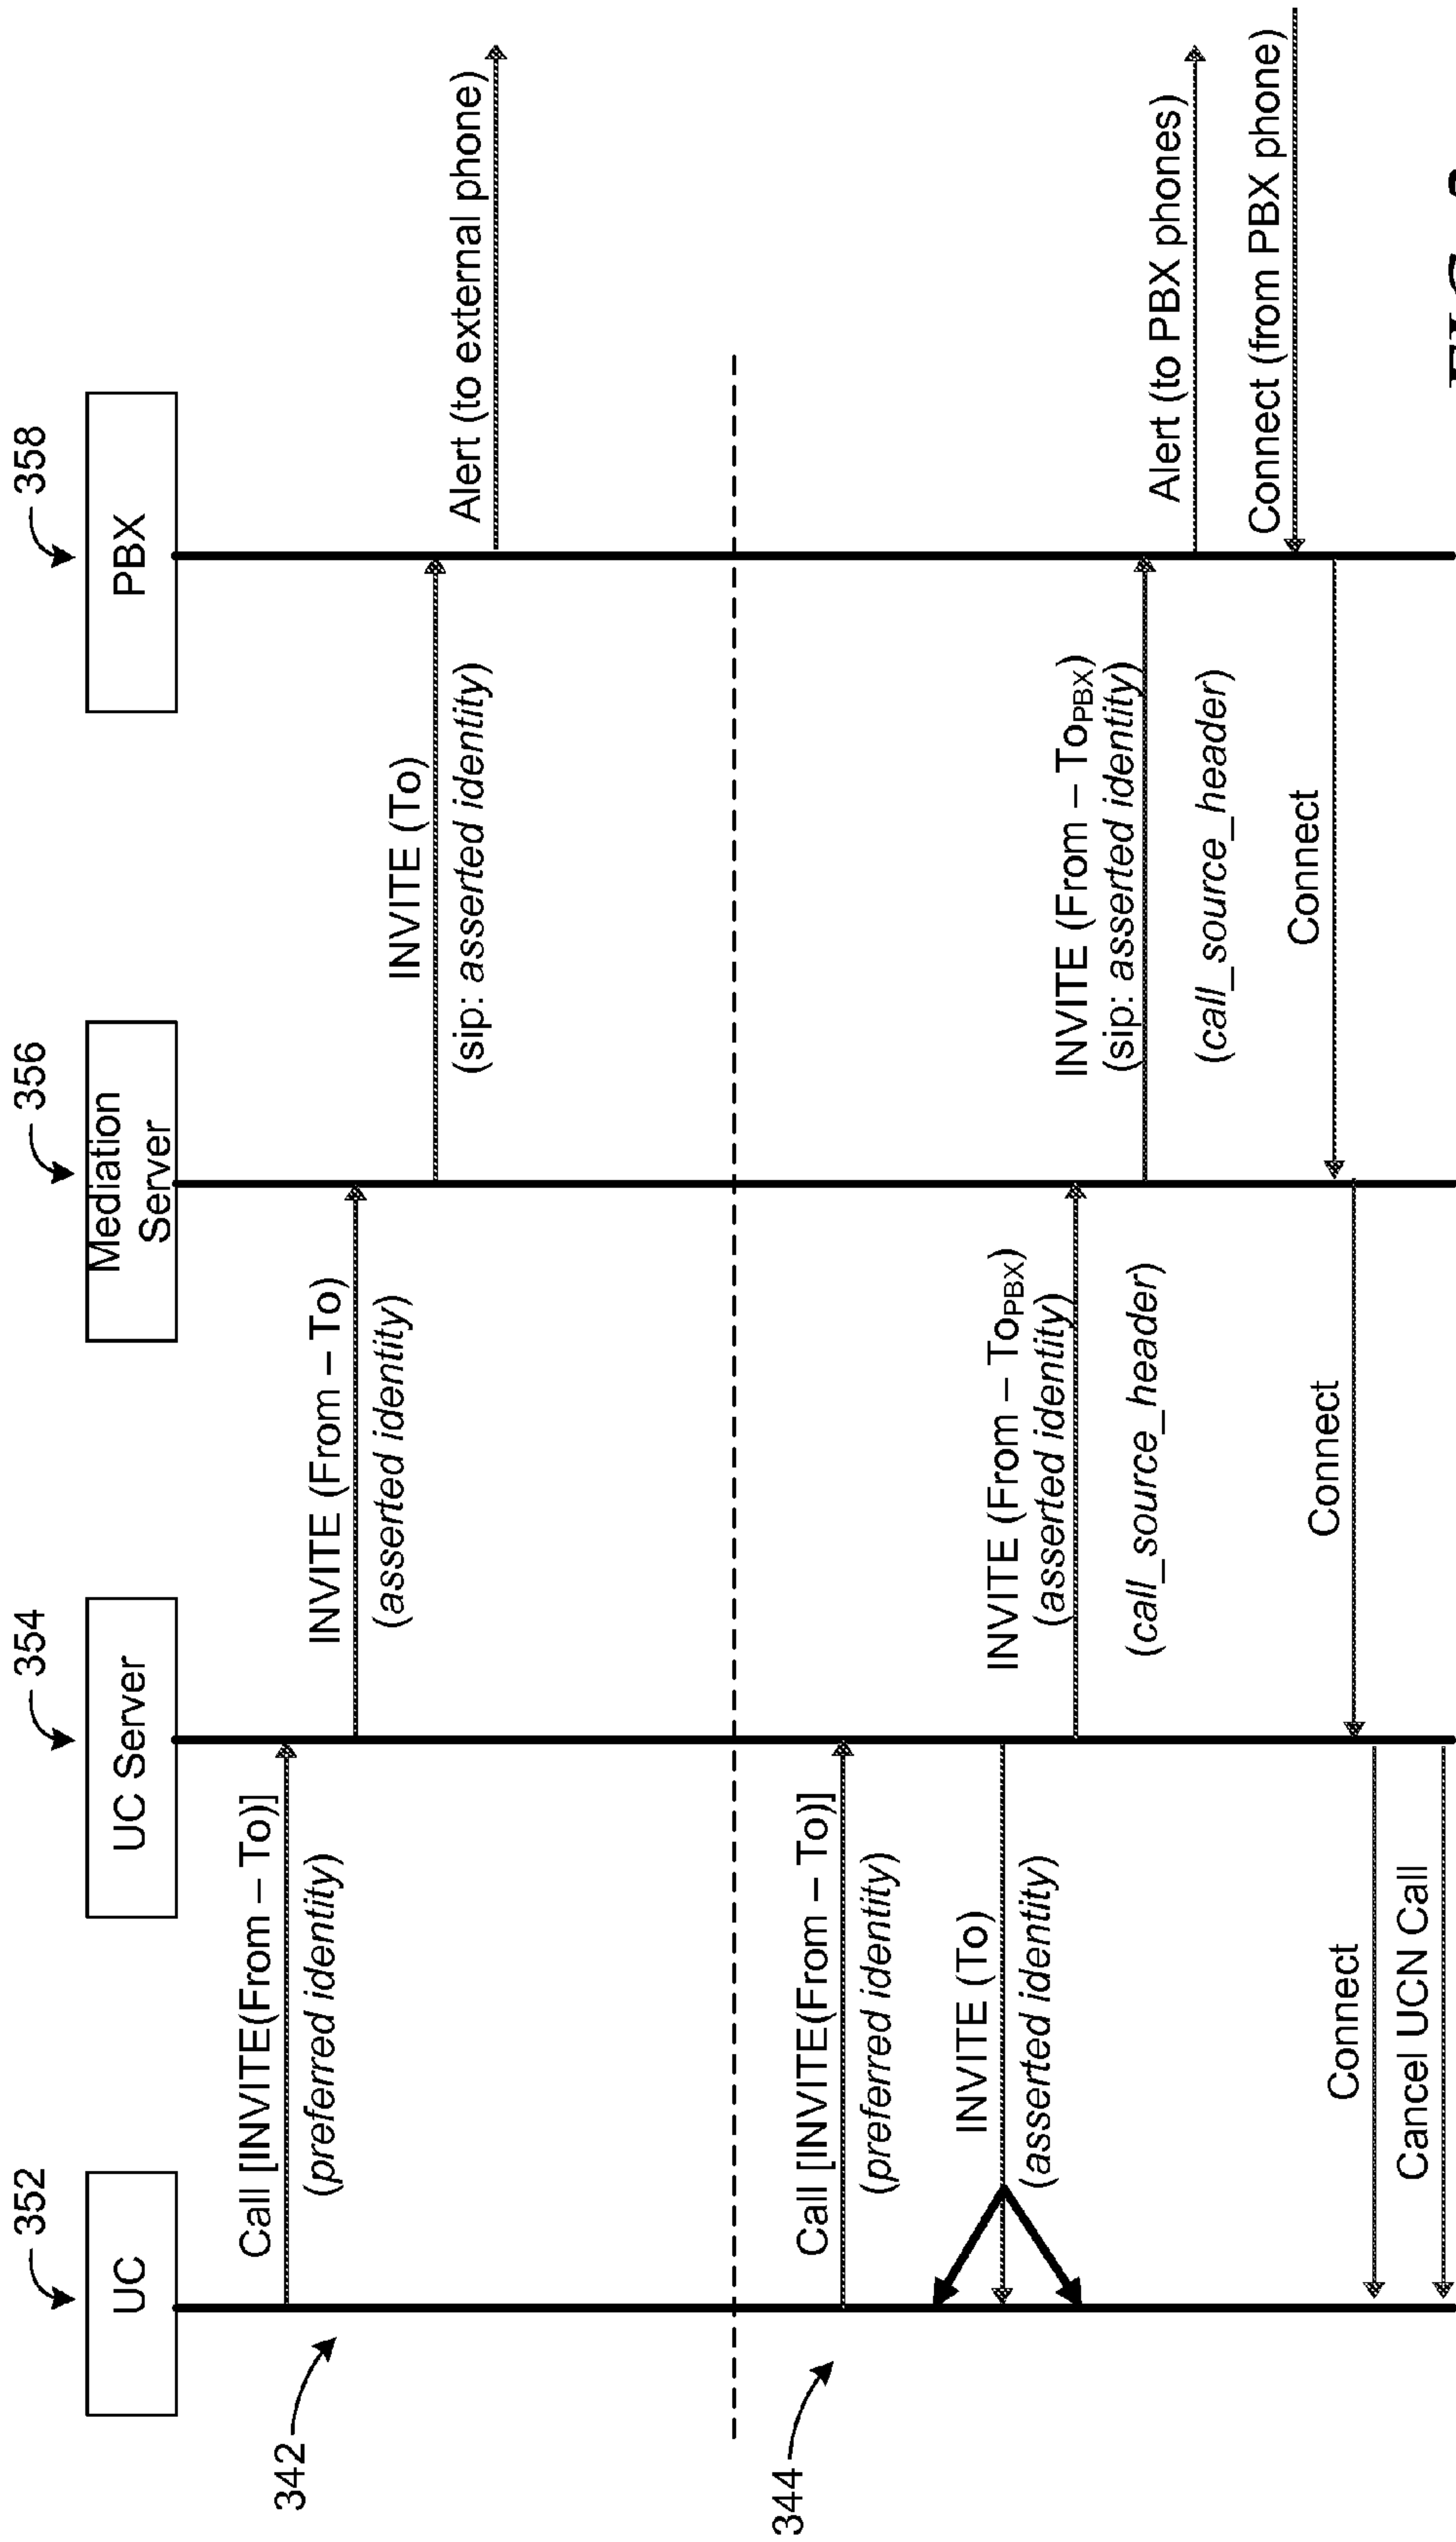 352
354
356
358
UC
UC Server
Mediation
Server
PBX
342
Call [INVITE(From – To)]
(preferred identity)
INVITE (From – To)
(asserted identity)
INVITE (To)
(sip: asserted identity)
Alert (to external phone)
344
Call [INVITE(From – To)]
(preferred identity)
INVITE (To)
(asserted identity)
INVITE (From – ToPBX)
(asserted identity)
(call_source_header)
INVITE (From – ToPBX)
(sip: asserted identity)
(call_source_header)
Alert (to PBX phones)
Connect (from PBX phone)
Connect
Connect
Connect
Cancel UCN Call